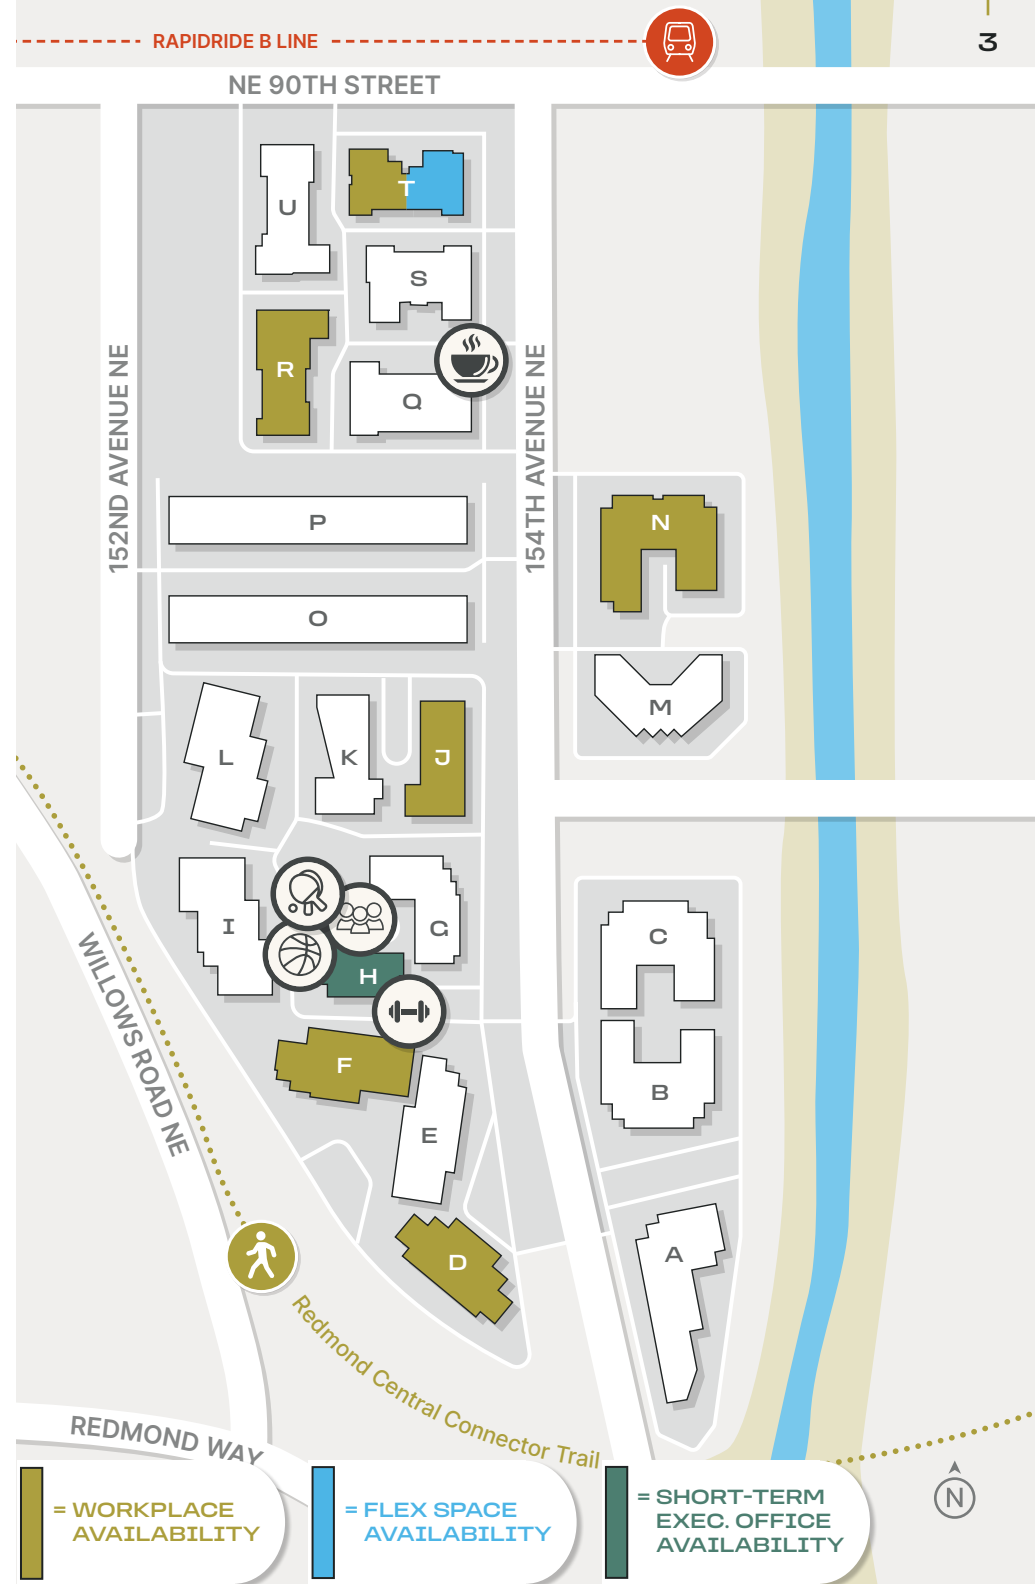 RAPIDRIDE B LINE
3
NE 90TH STREET
U
T
S
R
Q
152ND AVENUE NE
154TH AVENUE NE
P
N
O
M
L
K
J
I
G
C
H
F
B
E
WILLOWS ROAD NE
D
A
Redmond Central Connector Trail
REDMOND WAY
= WORKPLACE
AVAILABILITY
= FLEX SPACE
AVAILABILITY
= SHORT-TERM
EXEC. OFFICE
AVAILABILITY
N